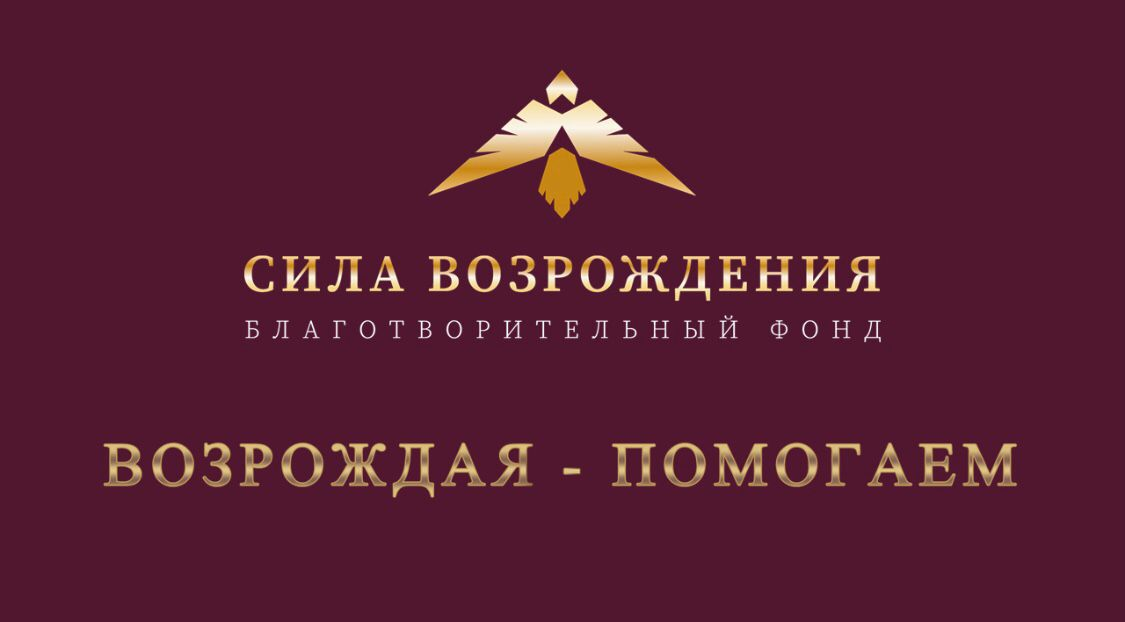 СИЛА ВОЗРОЖДЕНИЯ
БЛАГОТВОРИТЕЛЬНЫЙ ФОНД
ВОЗРОЖДАЯ - ПОМОГАЕМ